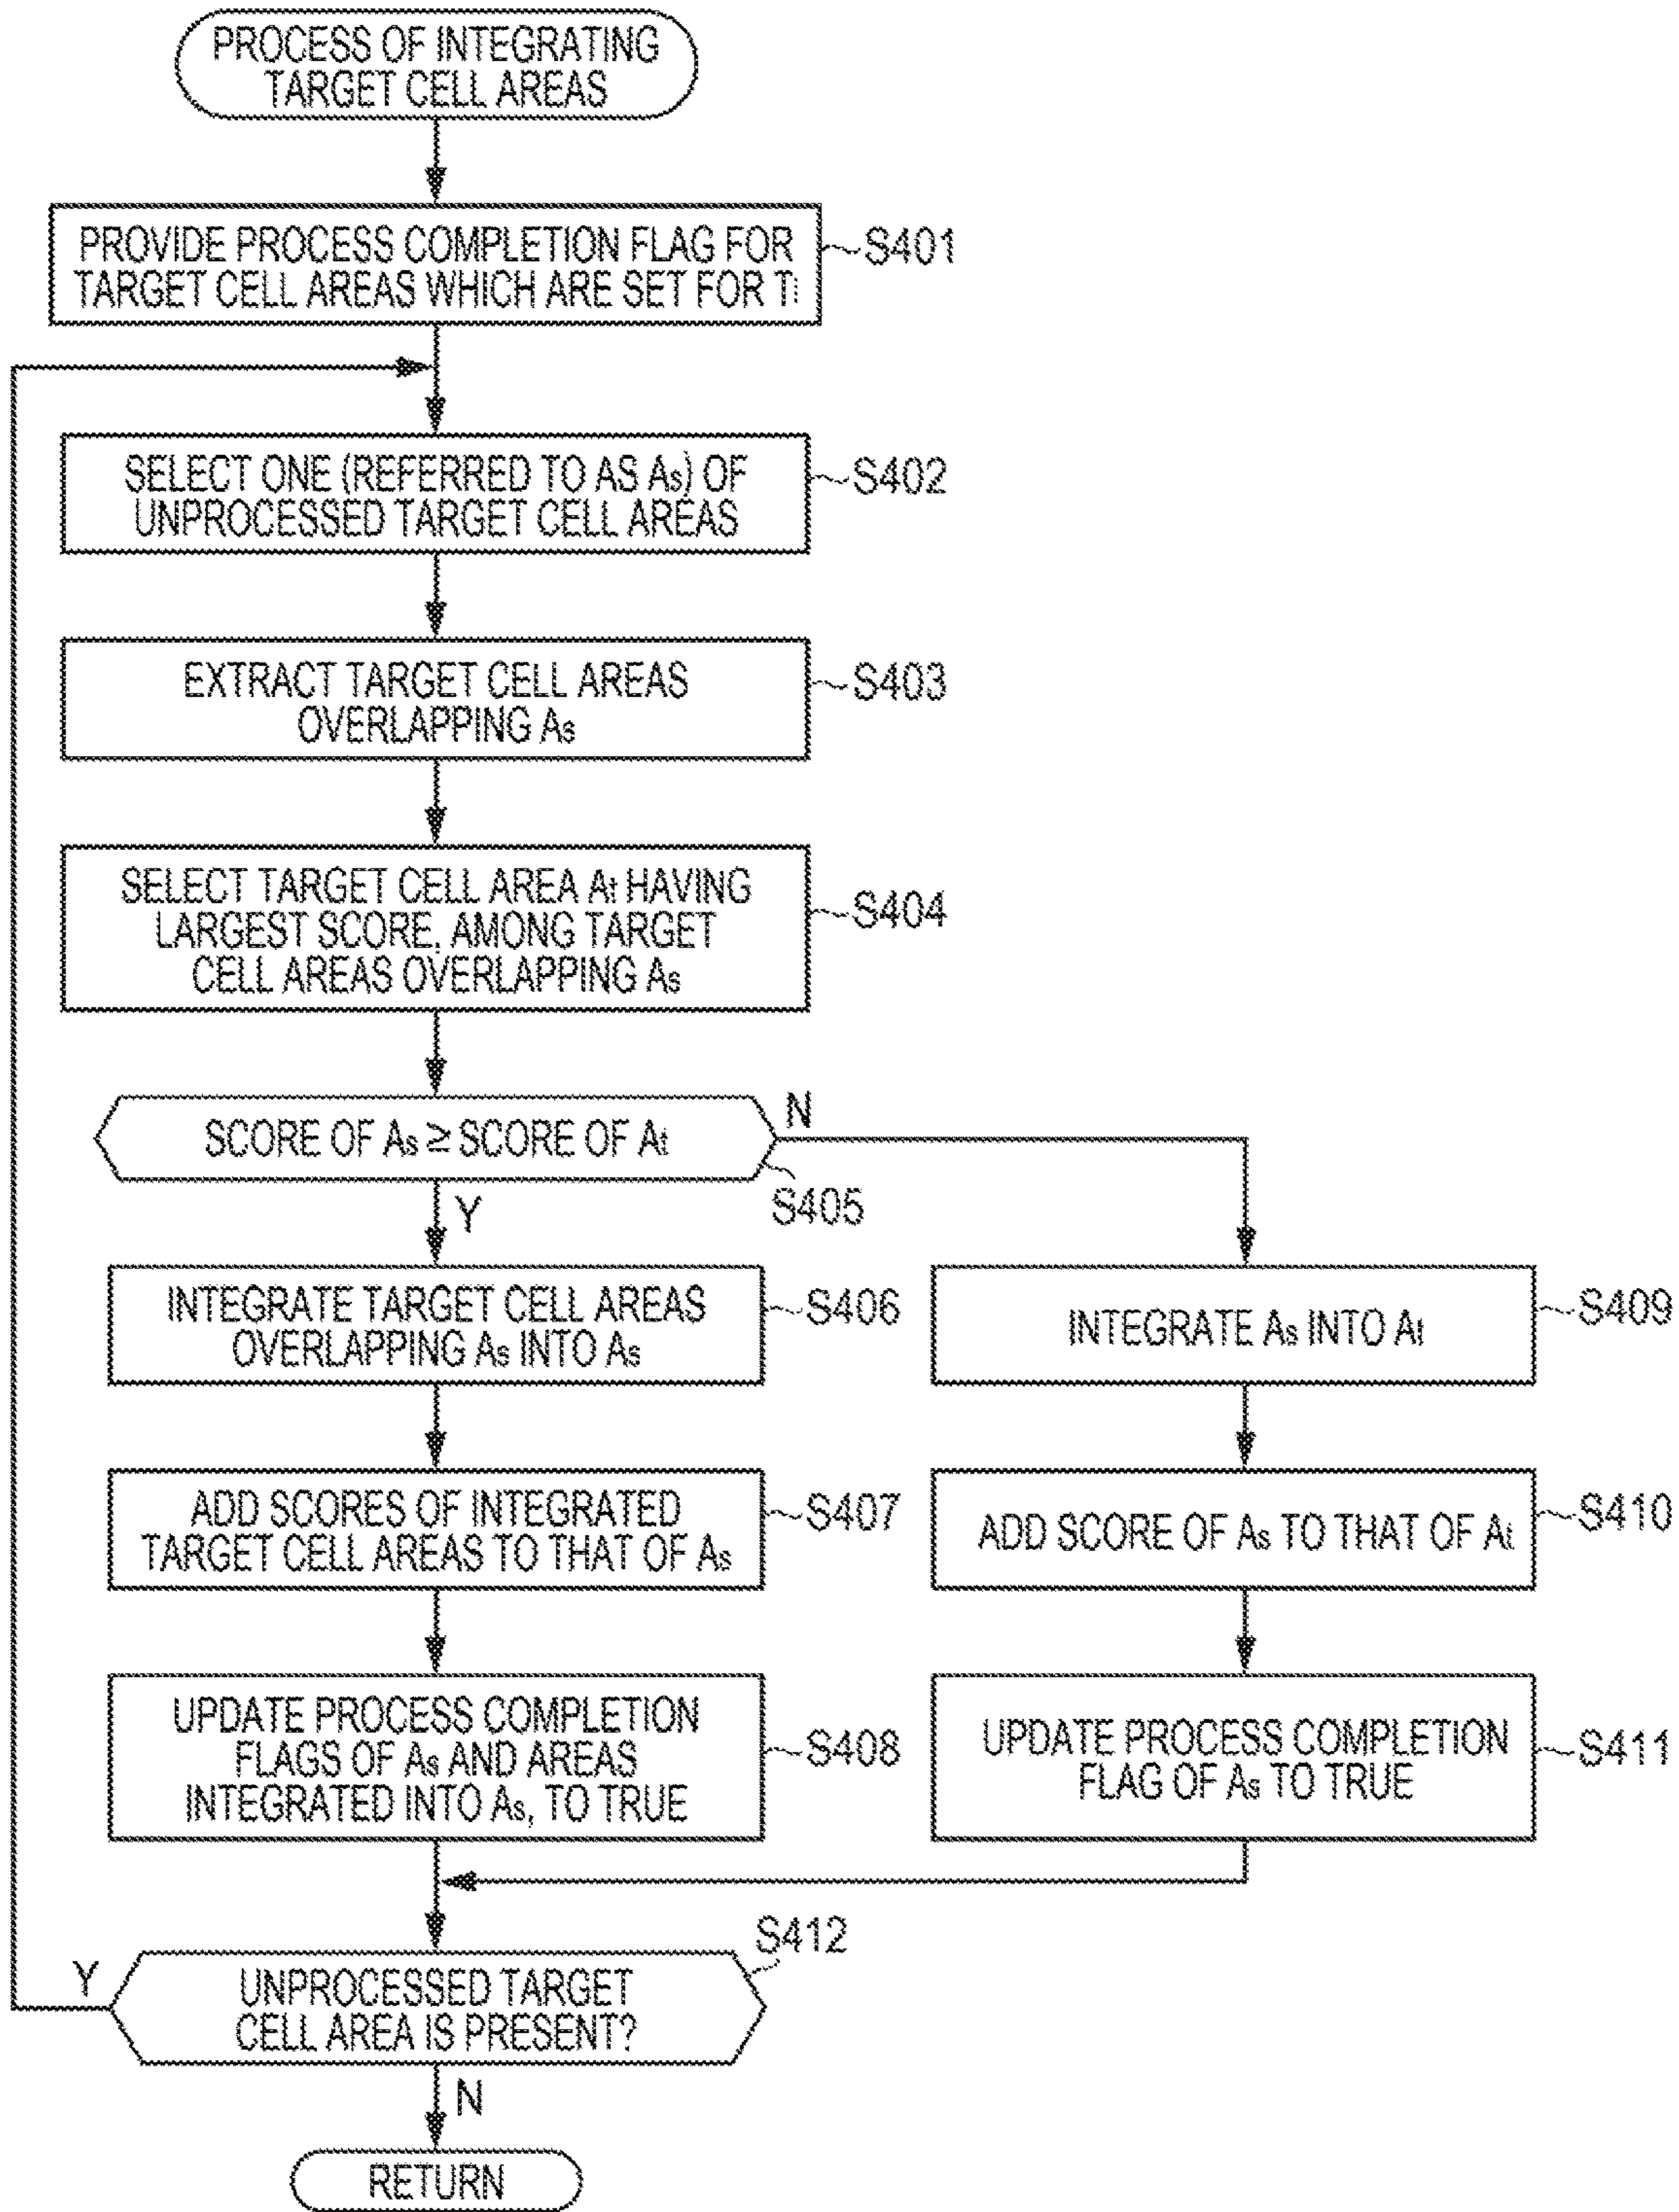 PROCESS OF INTEGRATING
TARGET CELL AREAS
PROVIDE PROCESS COMPLETION FLAG FOR
TARGET CELL AREAS WHICH ARE SET FOR Ti
S401
SELECT ONE (REFERRED TO AS As) OF
UNPROCESSED TARGET CELL AREAS
S402
EXTRACT TARGET CELL AREAS
OVERLAPPING As
S403
SELECT TARGET CELL AREA At HAVING
LARGEST SCORE, AMONG TARGET
CELL AREAS OVERLAPPING As
S404
SCORE OF As ≥ SCORE OF At
N
S405
Y
INTEGRATE TARGET CELL AREAS
OVERLAPPING As INTO As
S406
INTEGRATE As INTO At
S409
ADD SCORES OF INTEGRATED
TARGET CELL AREAS TO THAT OF As
S407
ADD SCORE OF As TO THAT OF At
S410
UPDATE PROCESS COMPLETION
FLAGS OF As AND AREAS
INTEGRATED INTO As, TO TRUE
S408
UPDATE PROCESS COMPLETION
FLAG OF As TO TRUE
S411
S412
Y
UNPROCESSED TARGET
CELL AREA IS PRESENT?
N
RETURN